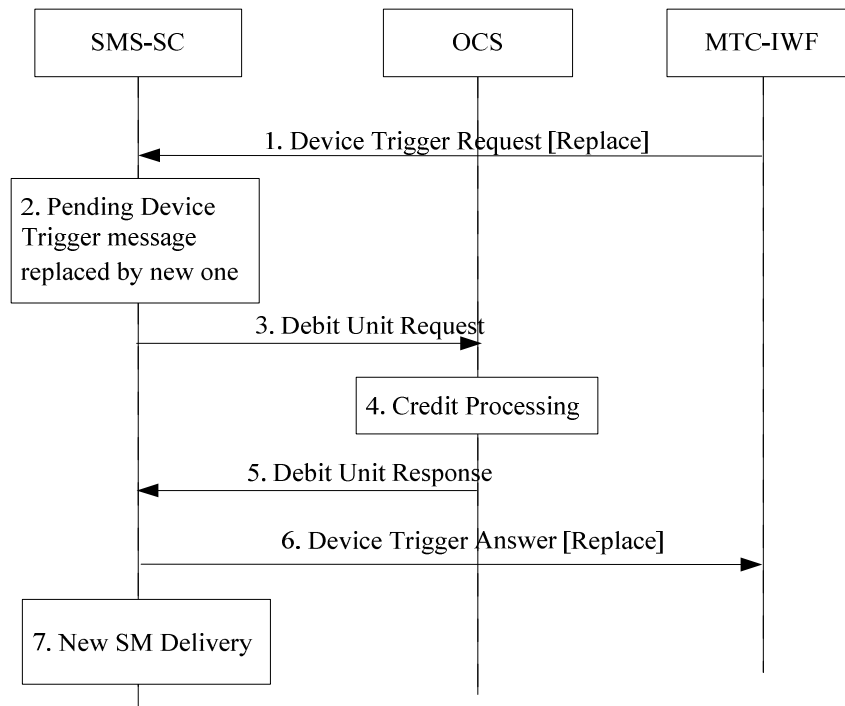 SMS-SC
OCS
MTC-IWF
1. Device Trigger Request [Replace]
2. Pending Device
Trigger message
replaced by new one
3. Debit Unit Request
4. Credit Processing
5. Debit Unit Response
6. Device Trigger Answer [Replace]
7. New SM Delivery